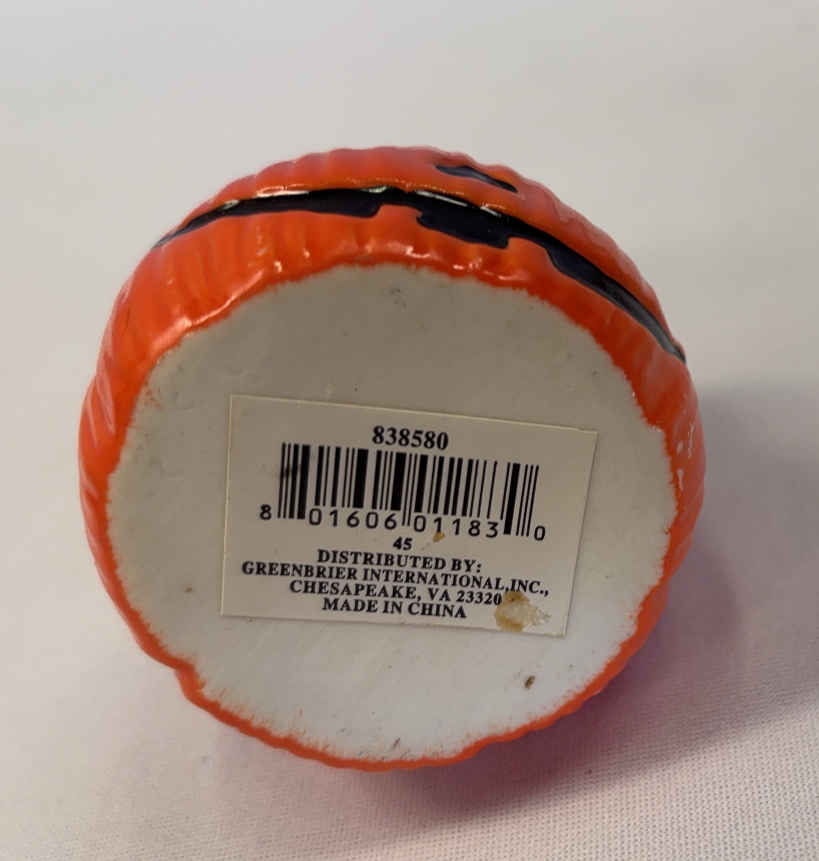 838580
8 01606 01183 0
45
DISTRIBUTED BY:
GREENBRIER INTERNATIONAL,INC.,
CHESAPEAKE, VA 23320
MADE IN CHINA